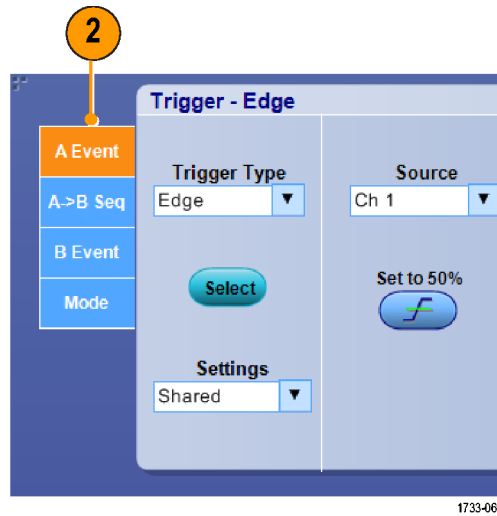 2
Trigger - Edge
A Event
A->B Seq
B Event
Mode
Trigger Type
Edge
Select
Settings
Shared
Source
Ch 1
Set to 50%
1733-06